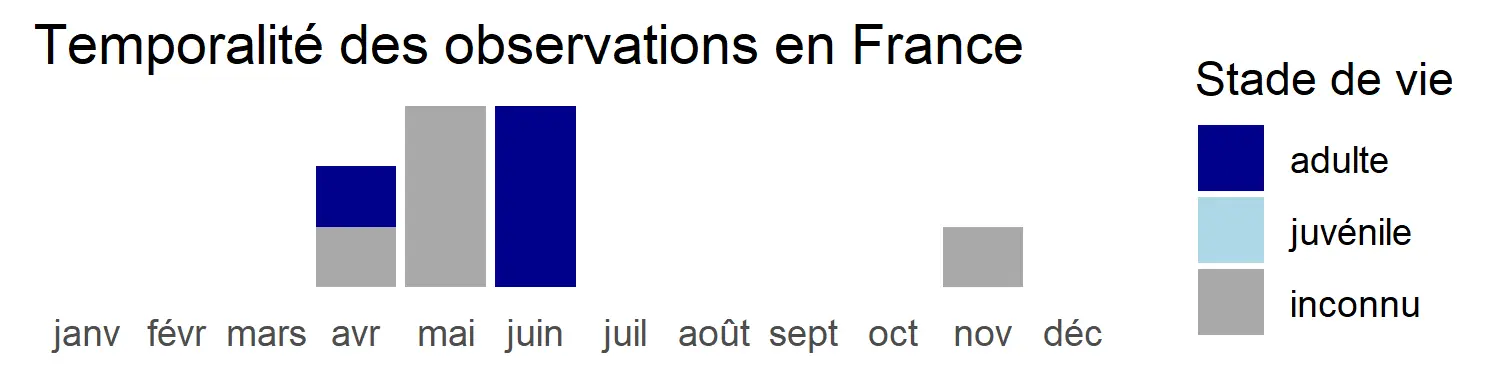 Temporalité des observations en France
Stade de vie
adulte
juvénile
inconnu
janv févr mars avr mai juin juil août sept oct nov déc